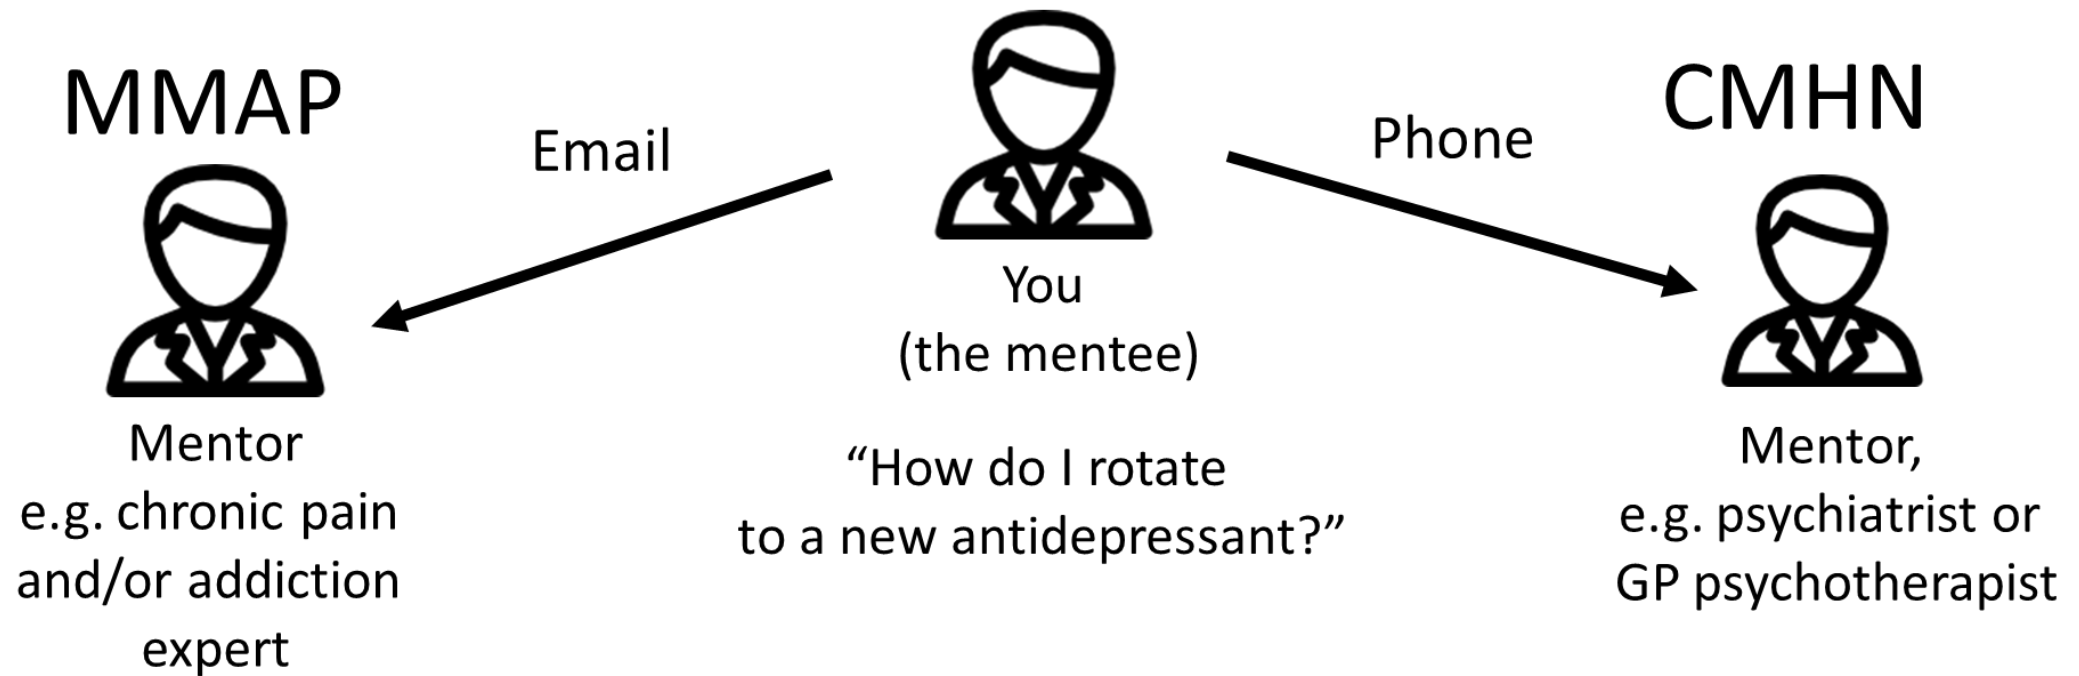 MMAP
Email
Mentor
e.g. chronic pain
and/or addiction
expert
You
(the mentee)
“How do I rotate
to a new antidepressant?”
Phone
CMHN
Mentor,
e.g. psychiatrist or
GP psychotherapist